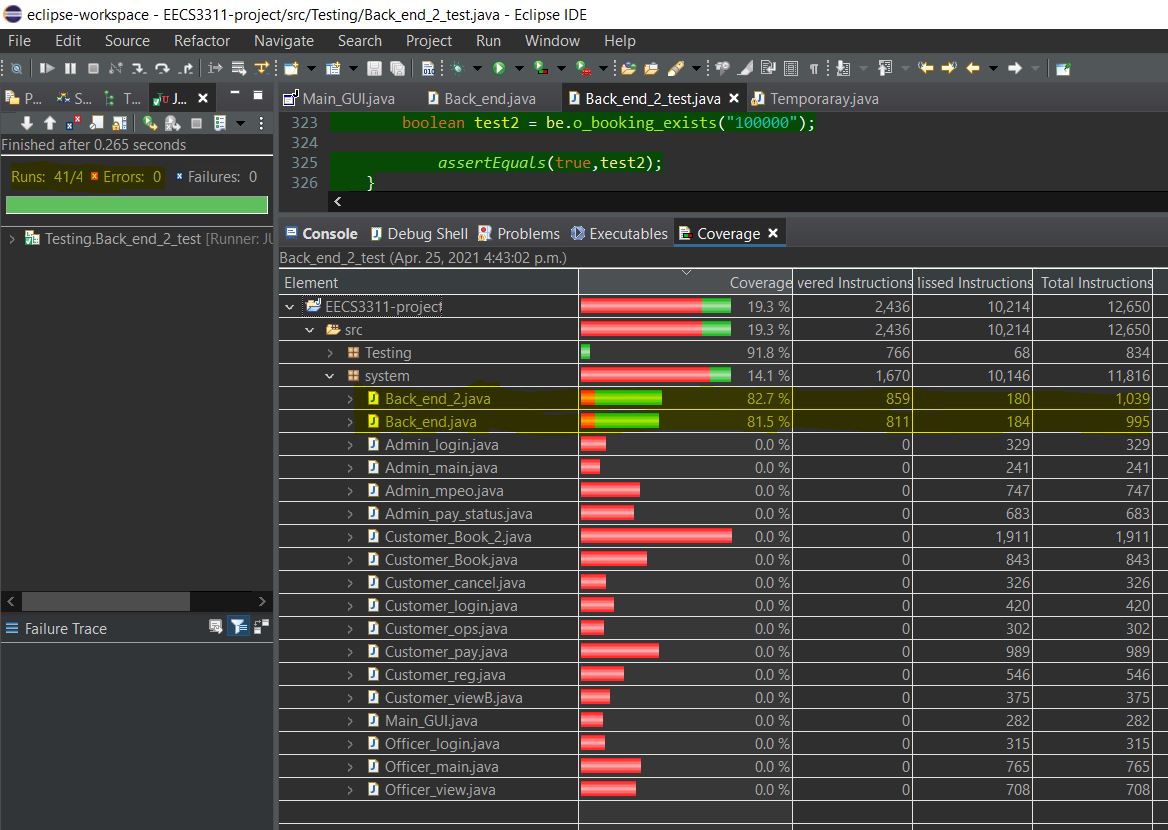 eclipse-workspace - EECS3311-project/src/Testing/Back_end_2_test.java - Eclipse IDE
File Edit Source Refactor Navigate Search Project Run Window Help
P... S... T... J... Main_GUI.java Back_end.java Back_end_2_test.java Temporaray.java
Finished after 0.265 seconds
Runs: 41/4 Errors: 0 Failures: 0
Testing.Back_end_2_test [Runner: JU
Failure Trace
323 boolean test2 = be.o_booking_exists("100000");
324
325 assertEquals(true,test2);
326 }
Console Debug Shell Problems Executables Coverage
Back_end_2_test (Apr. 25, 2021 4:43:02 p.m.)
Element Coverage vered Instructions lissed Instructions Total Instructions
EECS3311-project 19.3 % 2,436 10,214 12,650
src 19.3 % 2,436 10,214 12,650
Testing 91.8 % 766 68 834
system 14.1 % 1,670 10,146 11,816
Back_end_2.java 82.7 % 859 180 1,039
Back_end.java 81.5 % 811 184 995
Admin_login.java 0.0 % 0 329 329
Admin_main.java 0.0 % 0 241 241
Admin_mpeo.java 0.0 % 0 747 747
Admin_pay_status.java 0.0 % 0 683 683
Customer_Book_2.java 0.0 % 0 1,911 1,911
Customer_Book.java 0.0 % 0 843 843
Customer_cancel.java 0.0 % 0 326 326
Customer_login.java 0.0 % 0 420 420
Customer_ops.java 0.0 % 0 302 302
Customer_pay.java 0.0 % 0 989 989
Customer_reg.java 0.0 % 0 546 546
Customer_viewB.java 0.0 % 0 375 375
Main_GUI.java 0.0 % 0 282 282
Officer_login.java 0.0 % 0 315 315
Officer_main.java 0.0 % 0 765 765
Officer_view.java 0.0 % 0 708 708